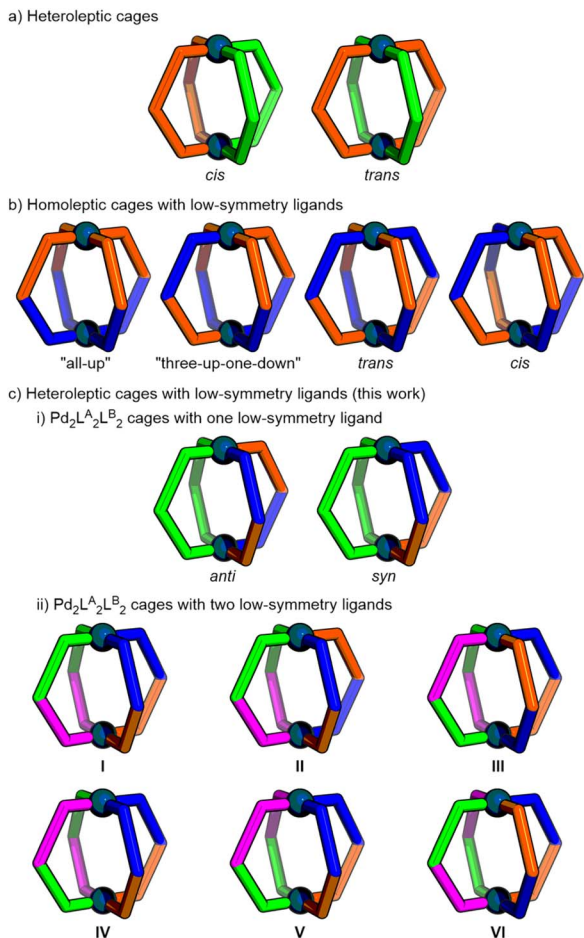 a) Heteroleptic cages
cis trans
b) Homoleptic cages with low-symmetry ligands
"all-up" "three-up-one-down" trans cis
c) Heteroleptic cages with low-symmetry ligands (this work)
i) Pd₂Lᴬ₂Lᴮ₂ cages with one low-symmetry ligand
anti syn
ii) Pd₂Lᴬ₂Lᴮ₂ cages with two low-symmetry ligands
I II III
IV V VI